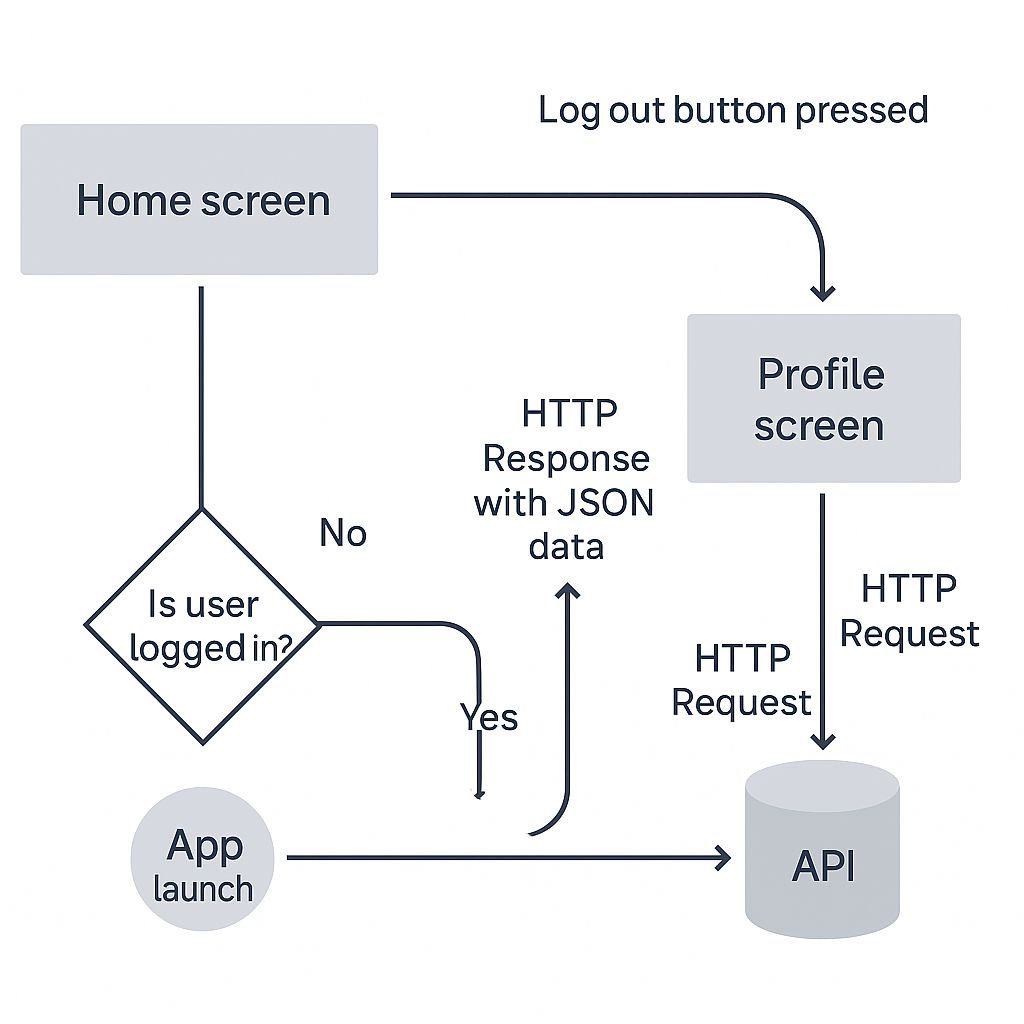 Log out button pressed
Home screen
Profile
screen
HTTP
Response
with JSON
data
No
Is user
logged in?
HTTP
Request
HTTP
Request
Yes
App
launch
API